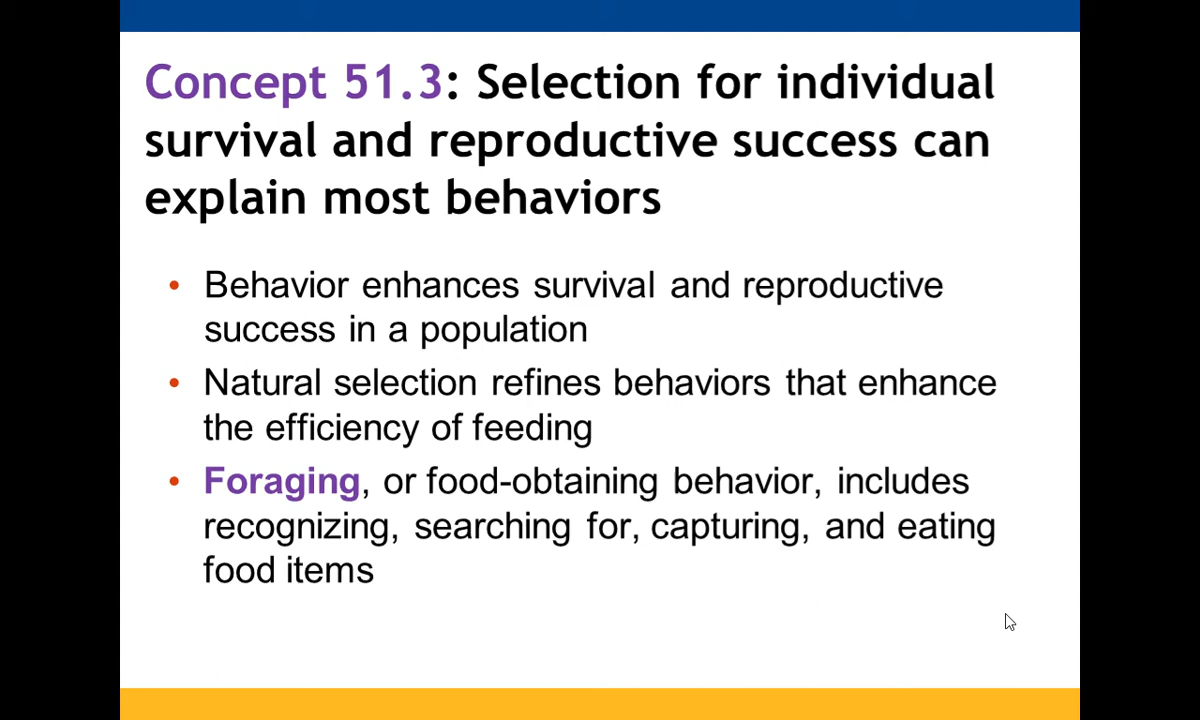 Concept 51.3: Selection for individual
survival and reproductive success can
explain most behaviors
• Behavior enhances survival and reproductive
success in a population
• Natural selection refines behaviors that enhance
the efficiency of feeding
• Foraging, or food-obtaining behavior, includes
recognizing, searching for, capturing, and eating
food items